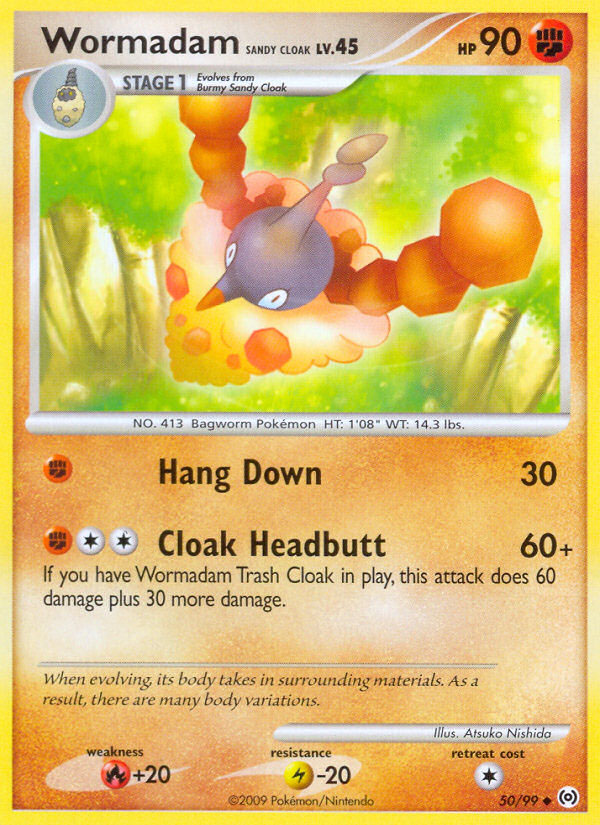 Wormadam SANDY CLOAK LV.45 HP 90
STAGE 1 Evolves from
Burmy Sandy Cloak
NO. 413 Bagworm Pokémon HT: 1'08" WT: 14.3 lbs.
Hang Down 30
Cloak Headbutt 60+
If you have Wormadam Trash Cloak in play, this attack does 60
damage plus 30 more damage.
When evolving, its body takes in surrounding materials. As a
result, there are many body variations.
Illus. Atsuko Nishida
weakness resistance retreat cost
+20 -20
©2009 Pokémon/Nintendo 50/99